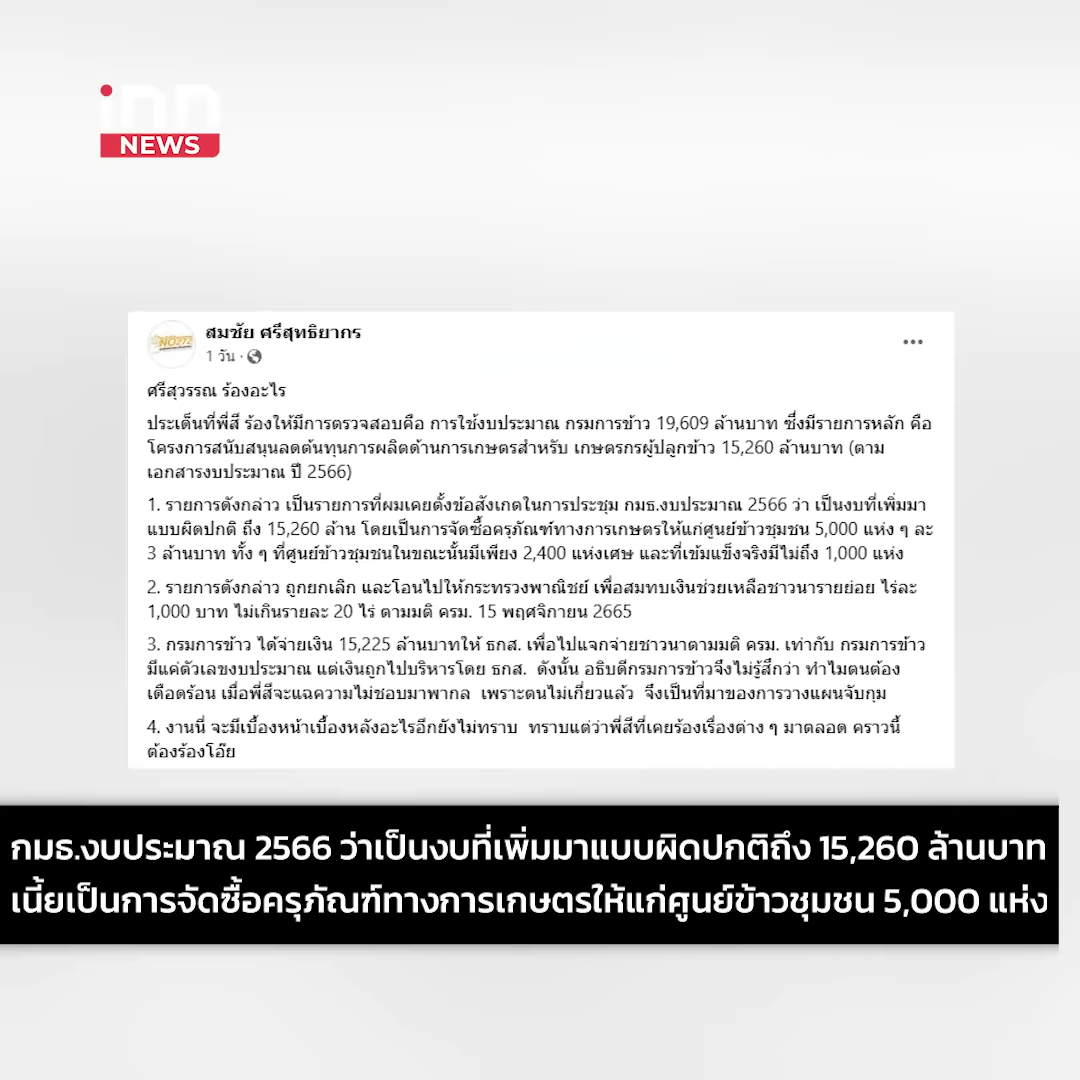 inn
NEWS
NO272
สมชัย ศรีสุทธิยากร
1 วัน ·
ศรีสุวรรณ ร้องอะไร
ประเด็นที่พี่สี ร้องให้มีการตรวจสอบคือ การใช้งบประมาณ กรมการข้าว 19,609 ล้านบาท ซึ่งมีรายการหลัก คือ
โครงการสนับสนุนลดต้นทุนการผลิตด้านการเกษตรสำหรับ เกษตรกรผู้ปลูกข้าว 15,260 ล้านบาท (ตาม
เอกสารงบประมาณ ปี 2566)
1. รายการดังกล่าว เป็นรายการที่ผมเคยตั้งข้อสังเกตในการประชุม กมธ.งบประมาณ 2566 ว่า เป็นงบที่เพิ่มมา
แบบผิดปกติ ถึง 15,260 ล้าน โดยเป็นการจัดซื้อครุภัณฑ์ทางการเกษตรให้แก่ศูนย์ข้าวชุมชน 5,000 แห่ง ๆ ละ
3 ล้านบาท ทั้ง ๆ ที่ศูนย์ข้าวชุมชนในขณะนั้นมีเพียง 2,400 แห่งเศษ และที่เข้มแข็งจริงมีไม่ถึง 1,000 แห่ง
2. รายการดังกล่าว ถูกยกเลิก และโอนไปให้กระทรวงพาณิชย์ เพื่อสมทบเงินช่วยเหลือชาวนารายย่อย ไร่ละ
1,000 บาท ไม่เกินรายละ 20 ไร่ ตามมติ ครม. 15 พฤศจิกายน 2665
3. กรมการข้าว ได้จ่ายเงิน 15,225 ล้านบาทให้ ธกส. เพื่อไปแจกจ่ายชาวนาตามมติ ครม. เท่ากับ กรมการข้าว
มีแค่ตัวเลขงบประมาณ แต่เงินถูกไปบริหารโดย ธกส. ดังนั้น อธิบดีกรมการข้าวจึงไม่รู้สึกว่า ทำไมตนต้อง
เดือดร้อน เมื่อพี่สีจะแฉความไม่ชอบมาพากล เพราะตนไม่เกี่ยวแล้ว จึงเป็นที่มาของการวางแผนจับกุม
4. งานนี่ จะมีเบื้องหน้าเบื้องหลังอะไรอีกยังไม่ทราบ ทราบแต่ว่าพี่สีที่เคยร้องเรื่องต่าง ๆ มาตลอด คราวนี้
ต้องร้องโอ๊ย
กมธ.งบประมาณ 2566 ว่าเป็นงบที่เพิ่มมาแบบผิดปกติถึง 15,260 ล้านบาท
เนี้ยเป็นการจัดซื้อครุภัณฑ์ทางการเกษตรให้แก่ศูนย์ข้าวชุมชน 5,000 แห่ง